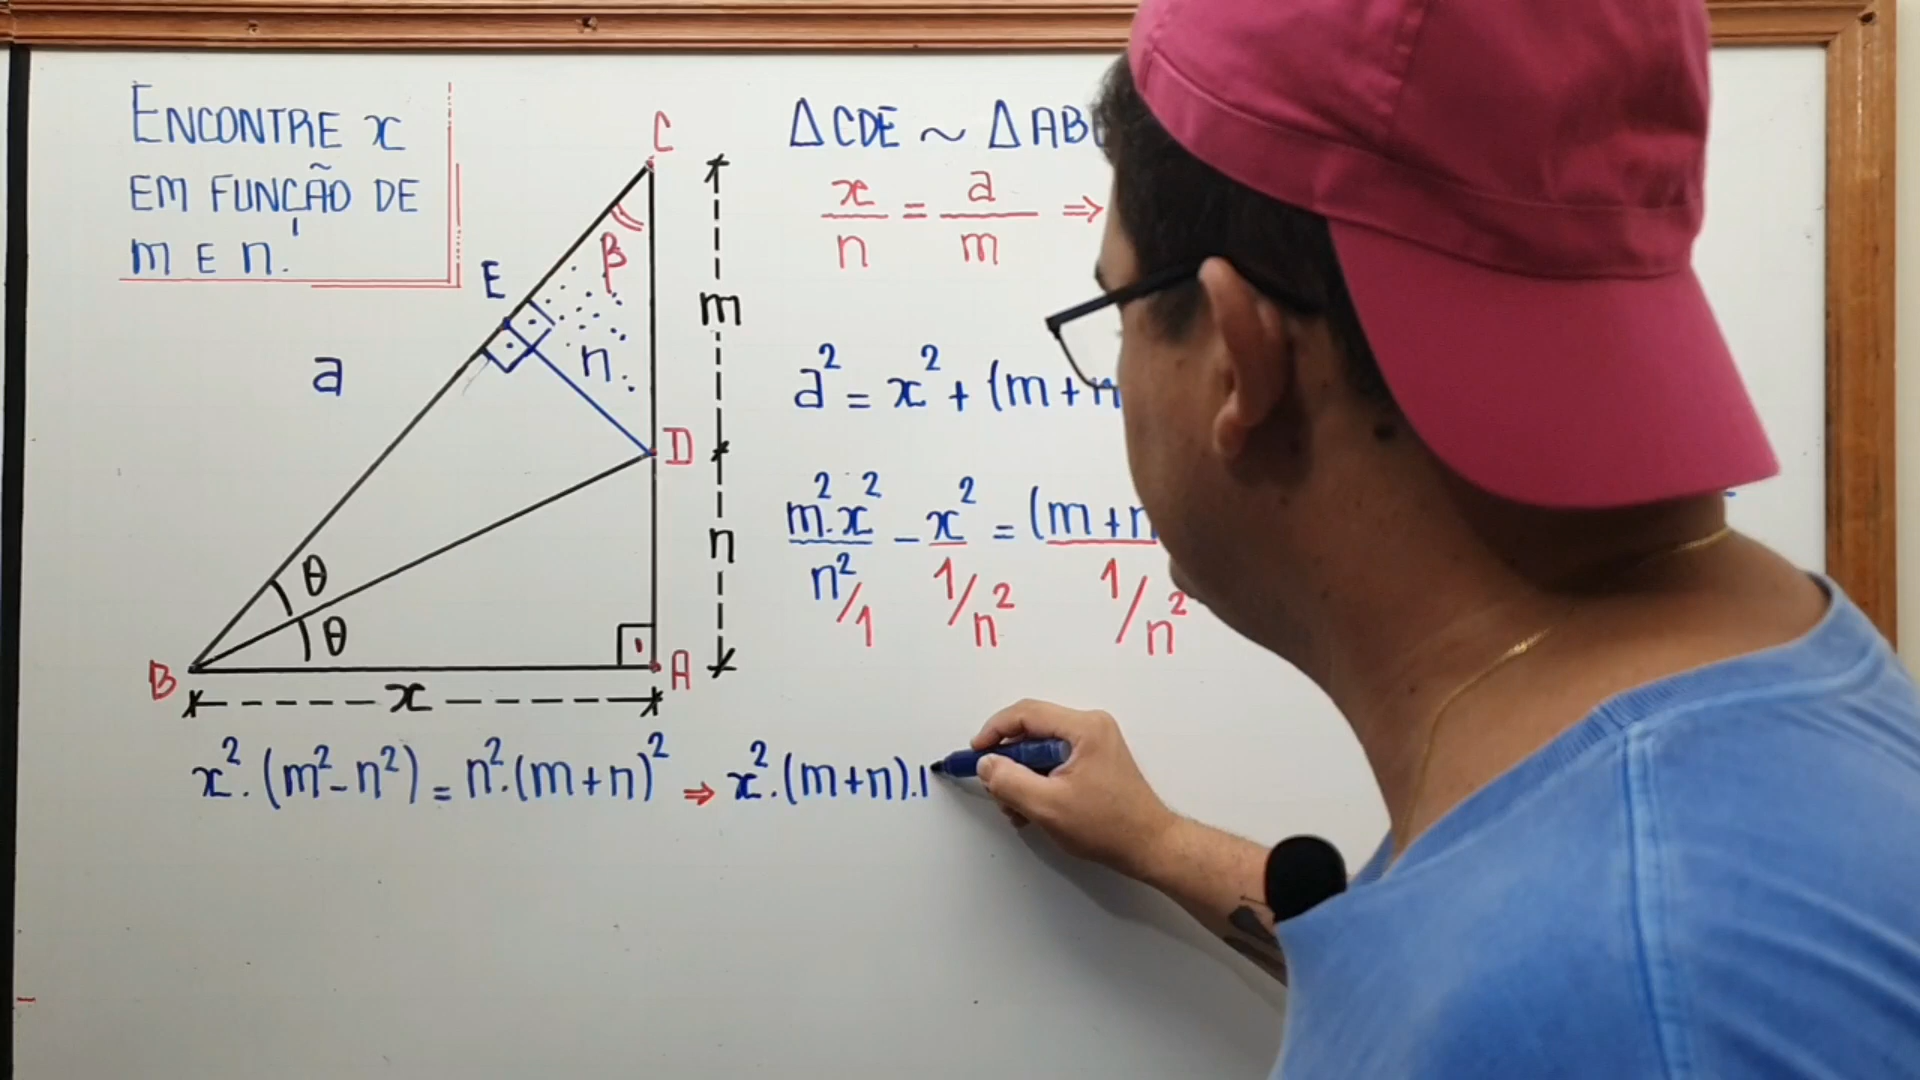 ENCONTRE x
EM FUNÇÃO DE
m E n.
C
β
E
a
n
m
D
n
θ
θ
B
A
x
ΔCDE ~ ΔAB
x/n = a/m ⇒
a² = x² + (m+n
m².x²/n² - x² = (m+n
/1 1/n² 1/n²
x².(m²-n²) = n².(m+n)² ⇒ x².(m+n).